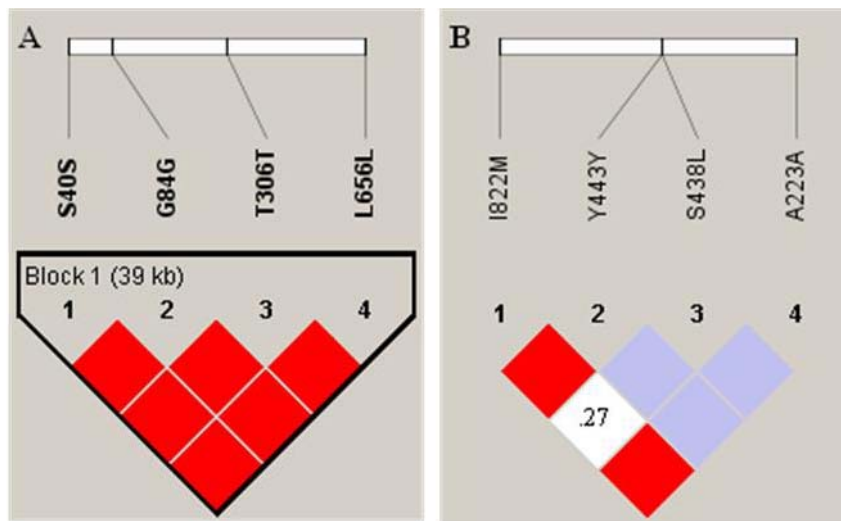 A
S40S G84G T306T L656L
Block 1 (39 kb)
1 2 3 4
B
I822M Y443Y S438L A223A
1 2 3 4
.27